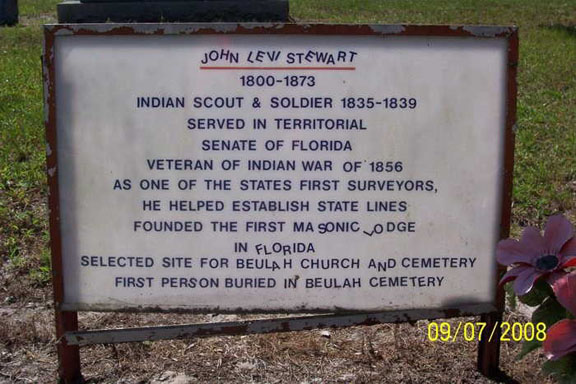 JOHN LEVI STEWART
1800-1873
INDIAN SCOUT & SOLDIER 1835-1839
SERVED IN TERRITORIAL
SENATE OF FLORIDA
VETERAN OF INDIAN WAR OF 1856
AS ONE OF THE STATES FIRST SURVEYORS,
HE HELPED ESTABLISH STATE LINES
FOUNDED THE FIRST MASONIC LODGE
IN FLORIDA
SELECTED SITE FOR BEULAH CHURCH AND CEMETERY
FIRST PERSON BURIED IN BEULAH CEMETERY
09/07/2008